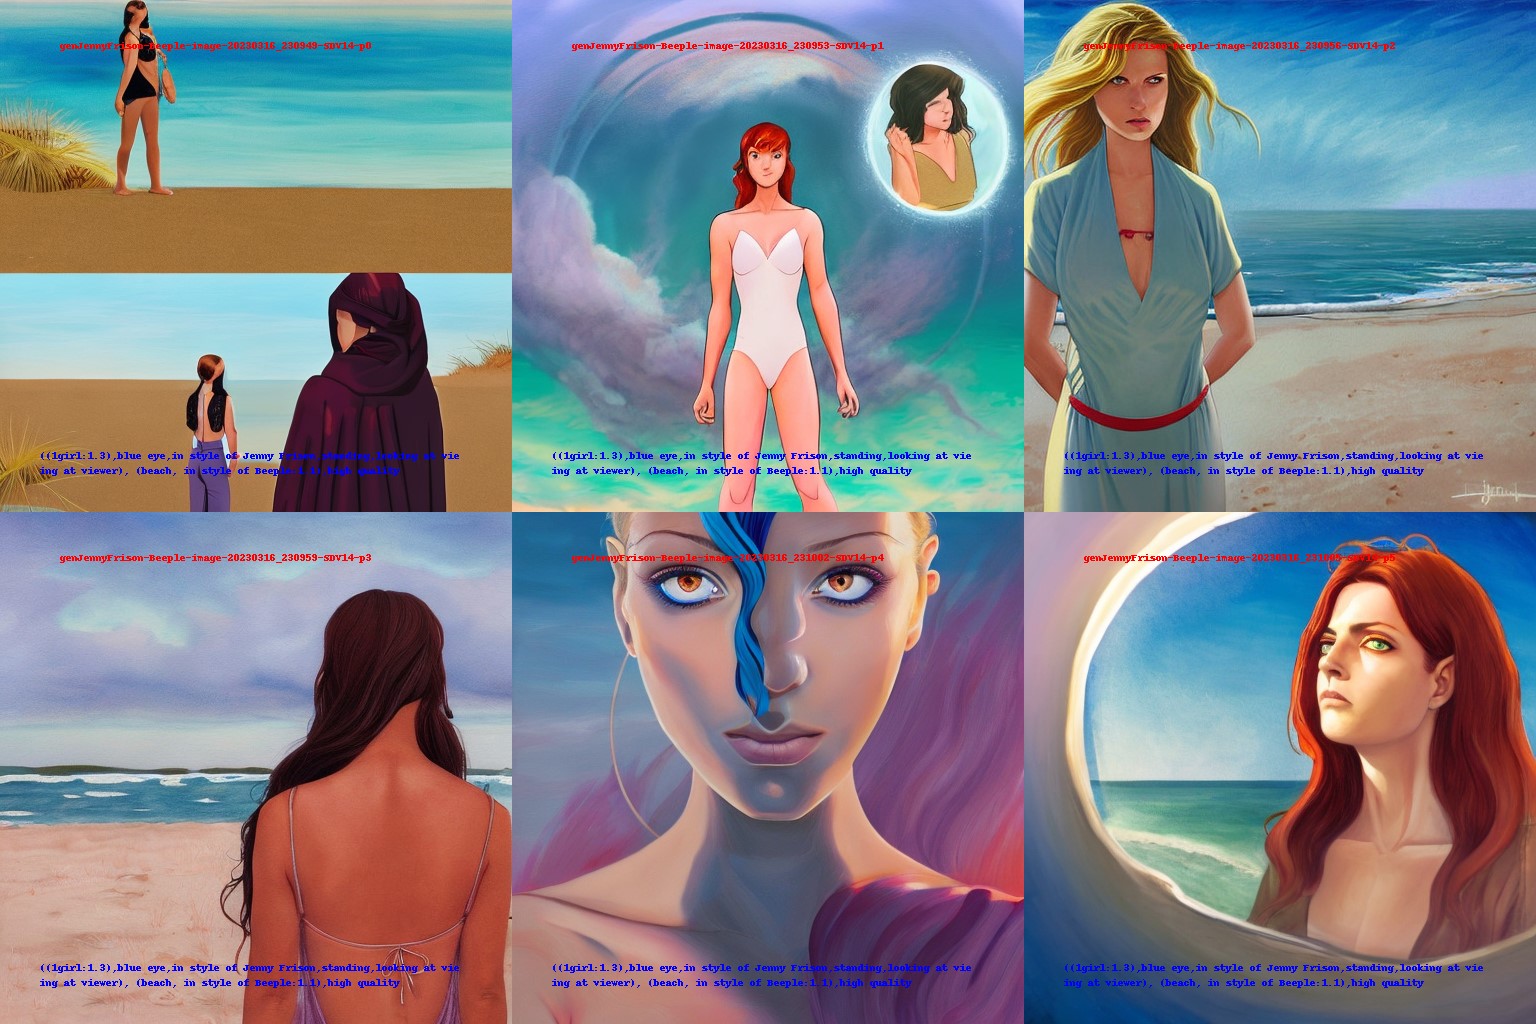 genJennyFrison-Beeple-image-20230316_230949-SDV14-p0
genJennyFrison-Beeple-image-20230316_230953-SDV14-p1
genJennyFrison-Beeple-image-20230316_230956-SDV14-p2
((1girl:1.3),blue eye,in style of Jenny Frison,standing,looking at vie
ing at viewer), (beach, in style of Beeple:1.1),high quality
((1girl:1.3),blue eye,in style of Jenny Frison,standing,looking at vie
ing at viewer), (beach, in style of Beeple:1.1),high quality
((1girl:1.3),blue eye,in style of Jenny Frison,standing,looking at vie
ing at viewer), (beach, in style of Beeple:1.1),high quality
genJennyFrison-Beeple-image-20230316_230959-SDV14-p3
genJennyFrison-Beeple-image-20230316_231002-SDV14-p4
genJennyFrison-Beeple-image-20230316_231005-SDV14-p5
((1girl:1.3),blue eye,in style of Jenny Frison,standing,looking at vie
ing at viewer), (beach, in style of Beeple:1.1),high quality
((1girl:1.3),blue eye,in style of Jenny Frison,standing,looking at vie
ing at viewer), (beach, in style of Beeple:1.1),high quality
((1girl:1.3),blue eye,in style of Jenny Frison,standing,looking at vie
ing at viewer), (beach, in style of Beeple:1.1),high quality